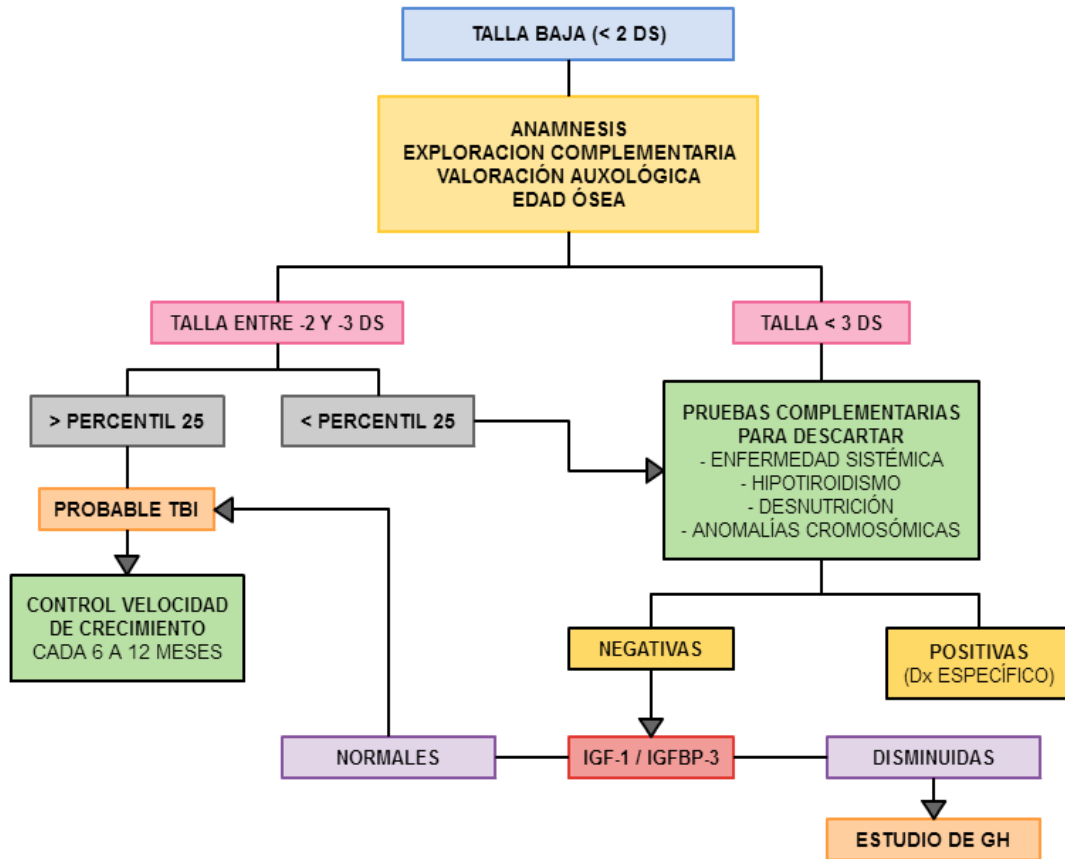 TALLA BAJA (< 2 DS)
ANAMNESIS
EXPLORACION COMPLEMENTARIA
VALORACIÓN AUXOLÓGICA
EDAD ÓSEA
TALLA ENTRE -2 Y -3 DS
TALLA < 3 DS
> PERCENTIL 25
< PERCENTIL 25
PRUEBAS COMPLEMENTARIAS
PARA DESCARTAR
- ENFERMEDAD SISTÉMICA
- HIPOTIROIDISMO
- DESNUTRICIÓN
- ANOMALÍAS CROMOSÓMICAS
PROBABLE TBI
CONTROL VELOCIDAD
DE CRECIMIENTO
CADA 6 A 12 MESES
NEGATIVAS
POSITIVAS
(Dx ESPECÍFICO)
NORMALES
IGF-1 / IGFBP-3
DISMINUIDAS
ESTUDIO DE GH